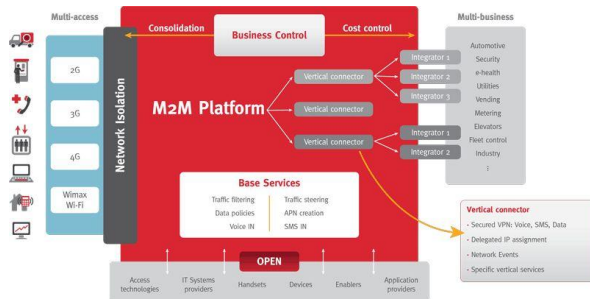 Multi-access
Consolidation
Business Control
Cost control
Multi-business
2G
3G
4G
Wimax
Wi-Fi
Network Isolation
M2M Platform
Vertical connector
Vertical connector
Vertical connector
Integrator 1
Integrator 2
Integrator 3
Integrator 1
Integrator 2
Automotive
Security
e-health
Utilities
Vending
Metering
Elevators
Fleet control
Industry
Base Services
Traffic filtering
Data policies
Voice IN
Traffic steering
APN creation
SMS IN
Vertical connector
• Secured VPN: Voice, SMS, Data
• Delegated IP assignment
• Network Events
• Specific vertical services
OPEN
Access
technologies
IT Systems
providers
Handsets
Devices
Enablers
Application
providers